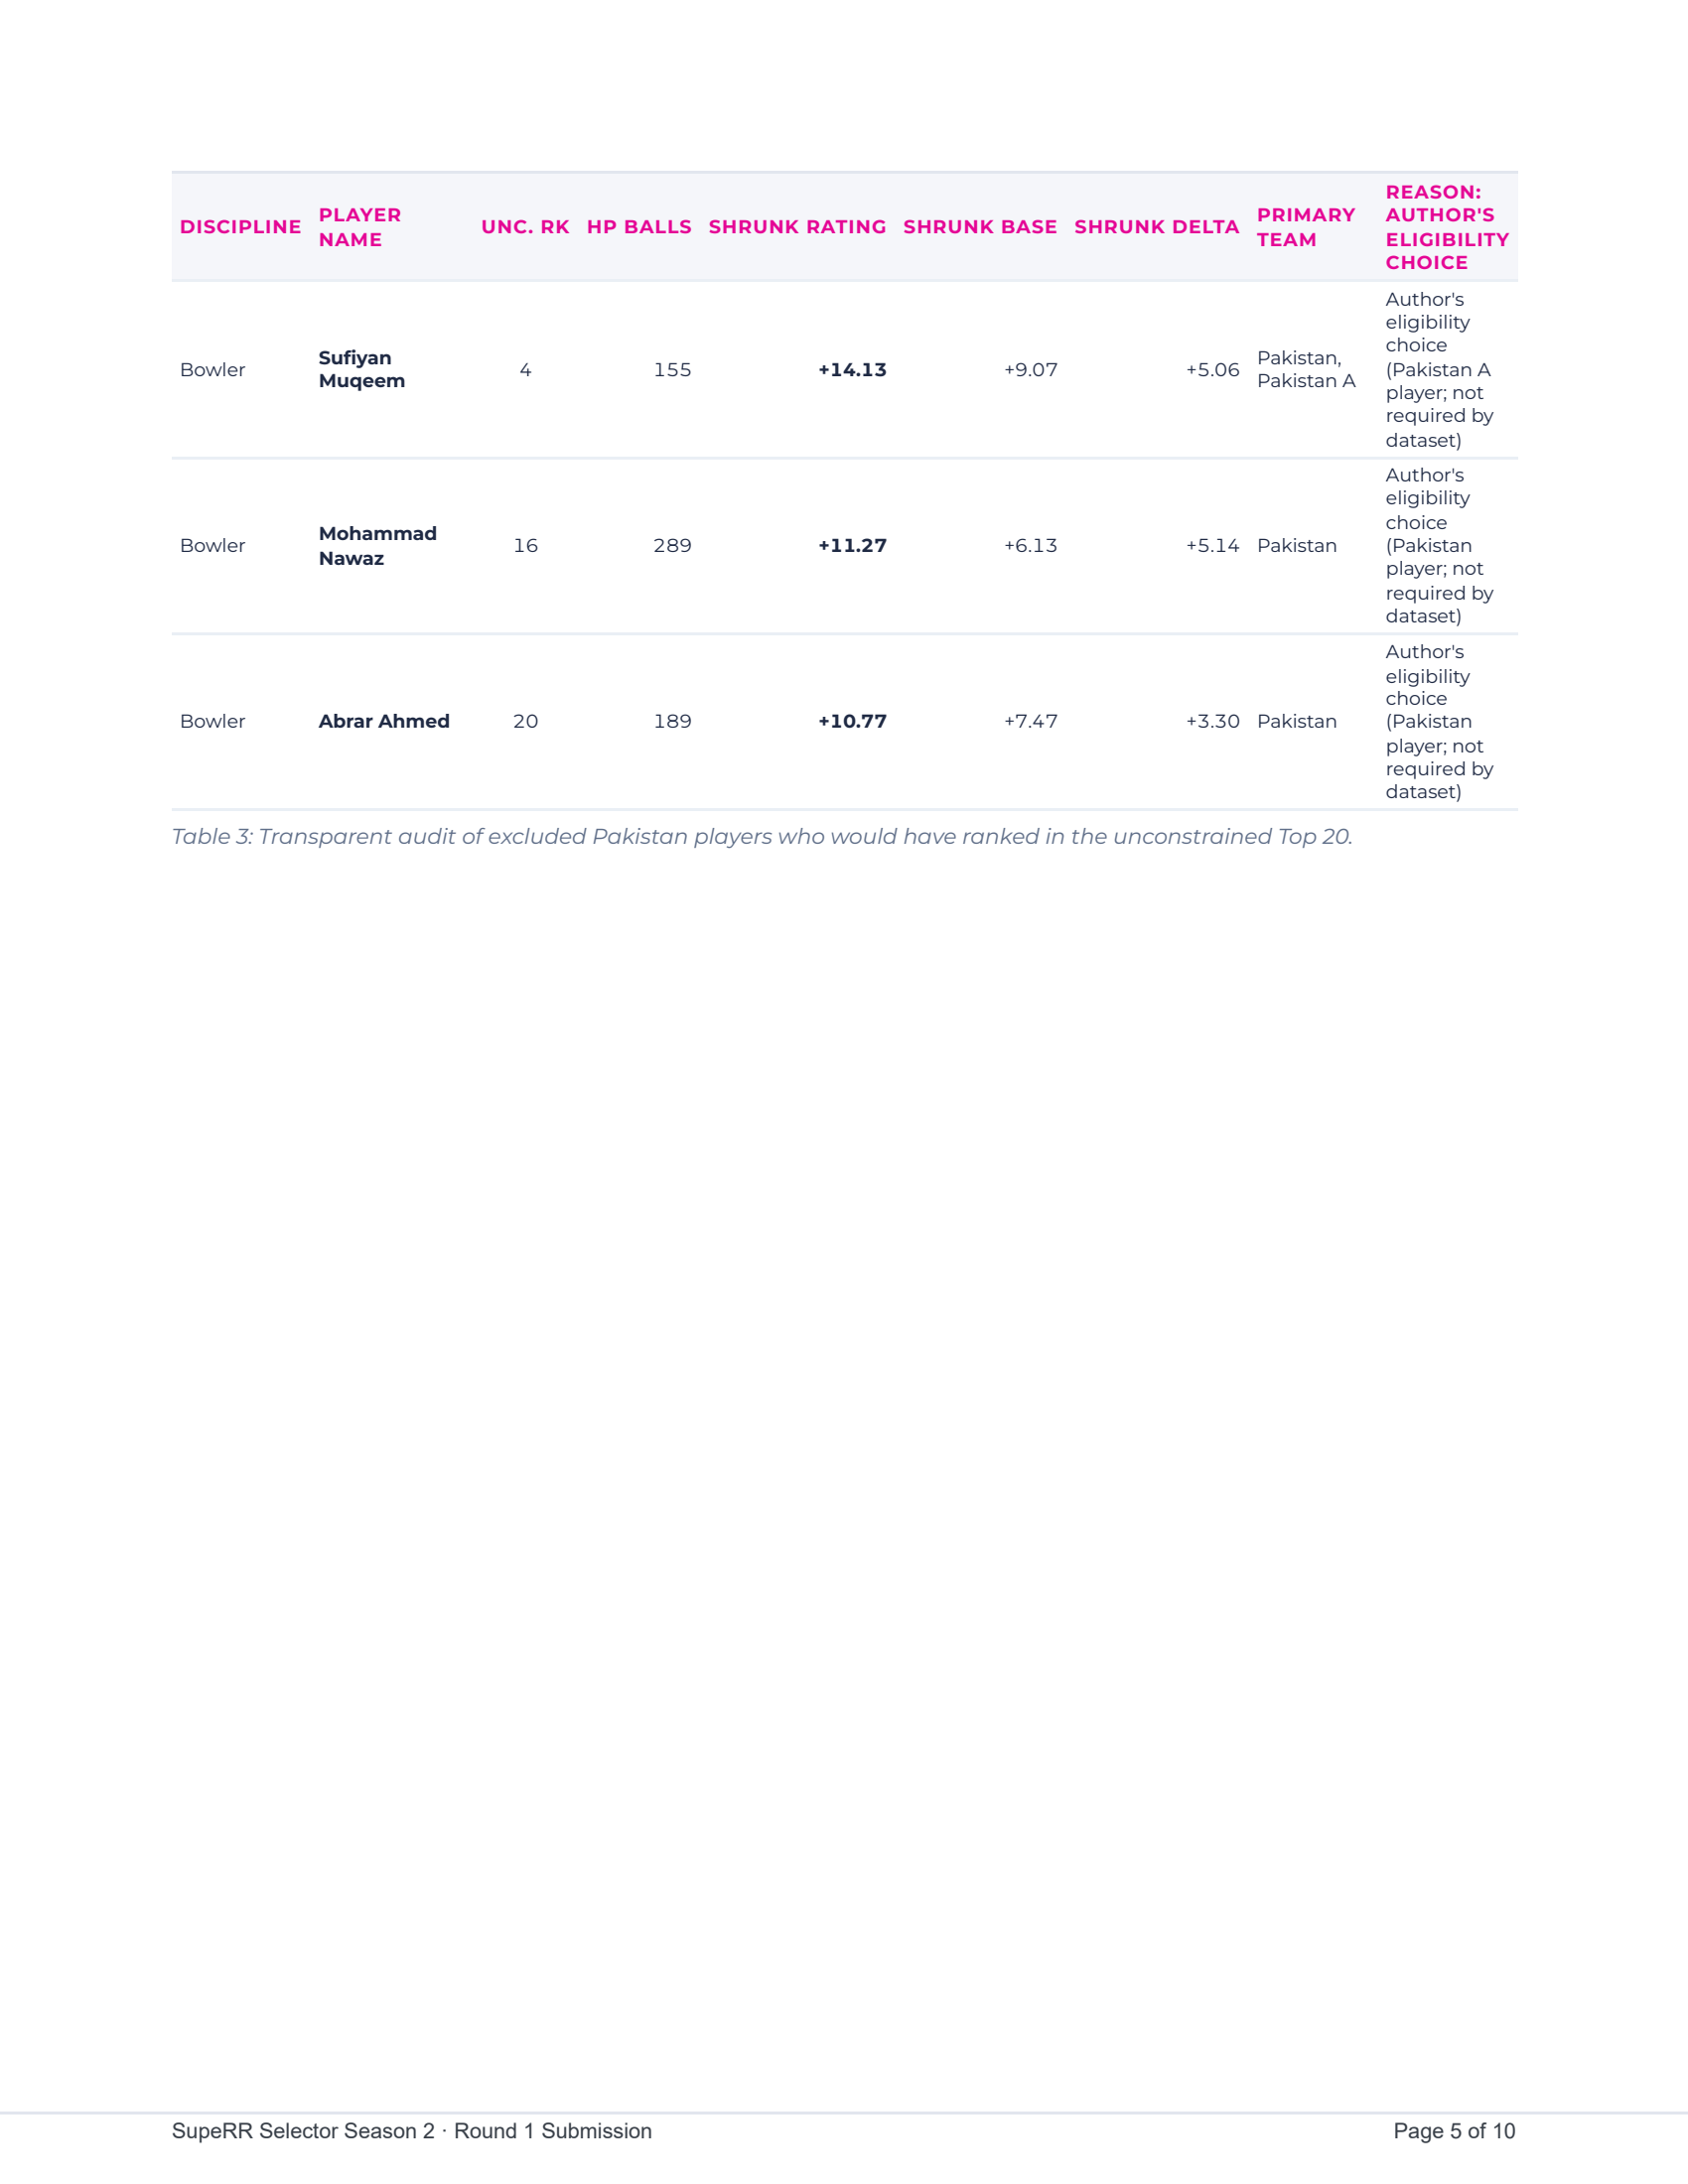 DISCIPLINE PLAYER NAME UNC. RK HP BALLS SHRUNK RATING SHRUNK BASE SHRUNK DELTA PRIMARY TEAM REASON: AUTHOR'S ELIGIBILITY CHOICE
Bowler Sufiyan Muqeem 4 155 +14.13 +9.07 +5.06 Pakistan, Pakistan A Author's eligibility choice (Pakistan A player; not required by dataset)
Bowler Mohammad Nawaz 16 289 +11.27 +6.13 +5.14 Pakistan Author's eligibility choice (Pakistan player; not required by dataset)
Bowler Abrar Ahmed 20 189 +10.77 +7.47 +3.30 Pakistan Author's eligibility choice (Pakistan player; not required by dataset)
Table 3: Transparent audit of excluded Pakistan players who would have ranked in the unconstrained Top 20.
SupeRR Selector Season 2 · Round 1 Submission Page 5 of 10